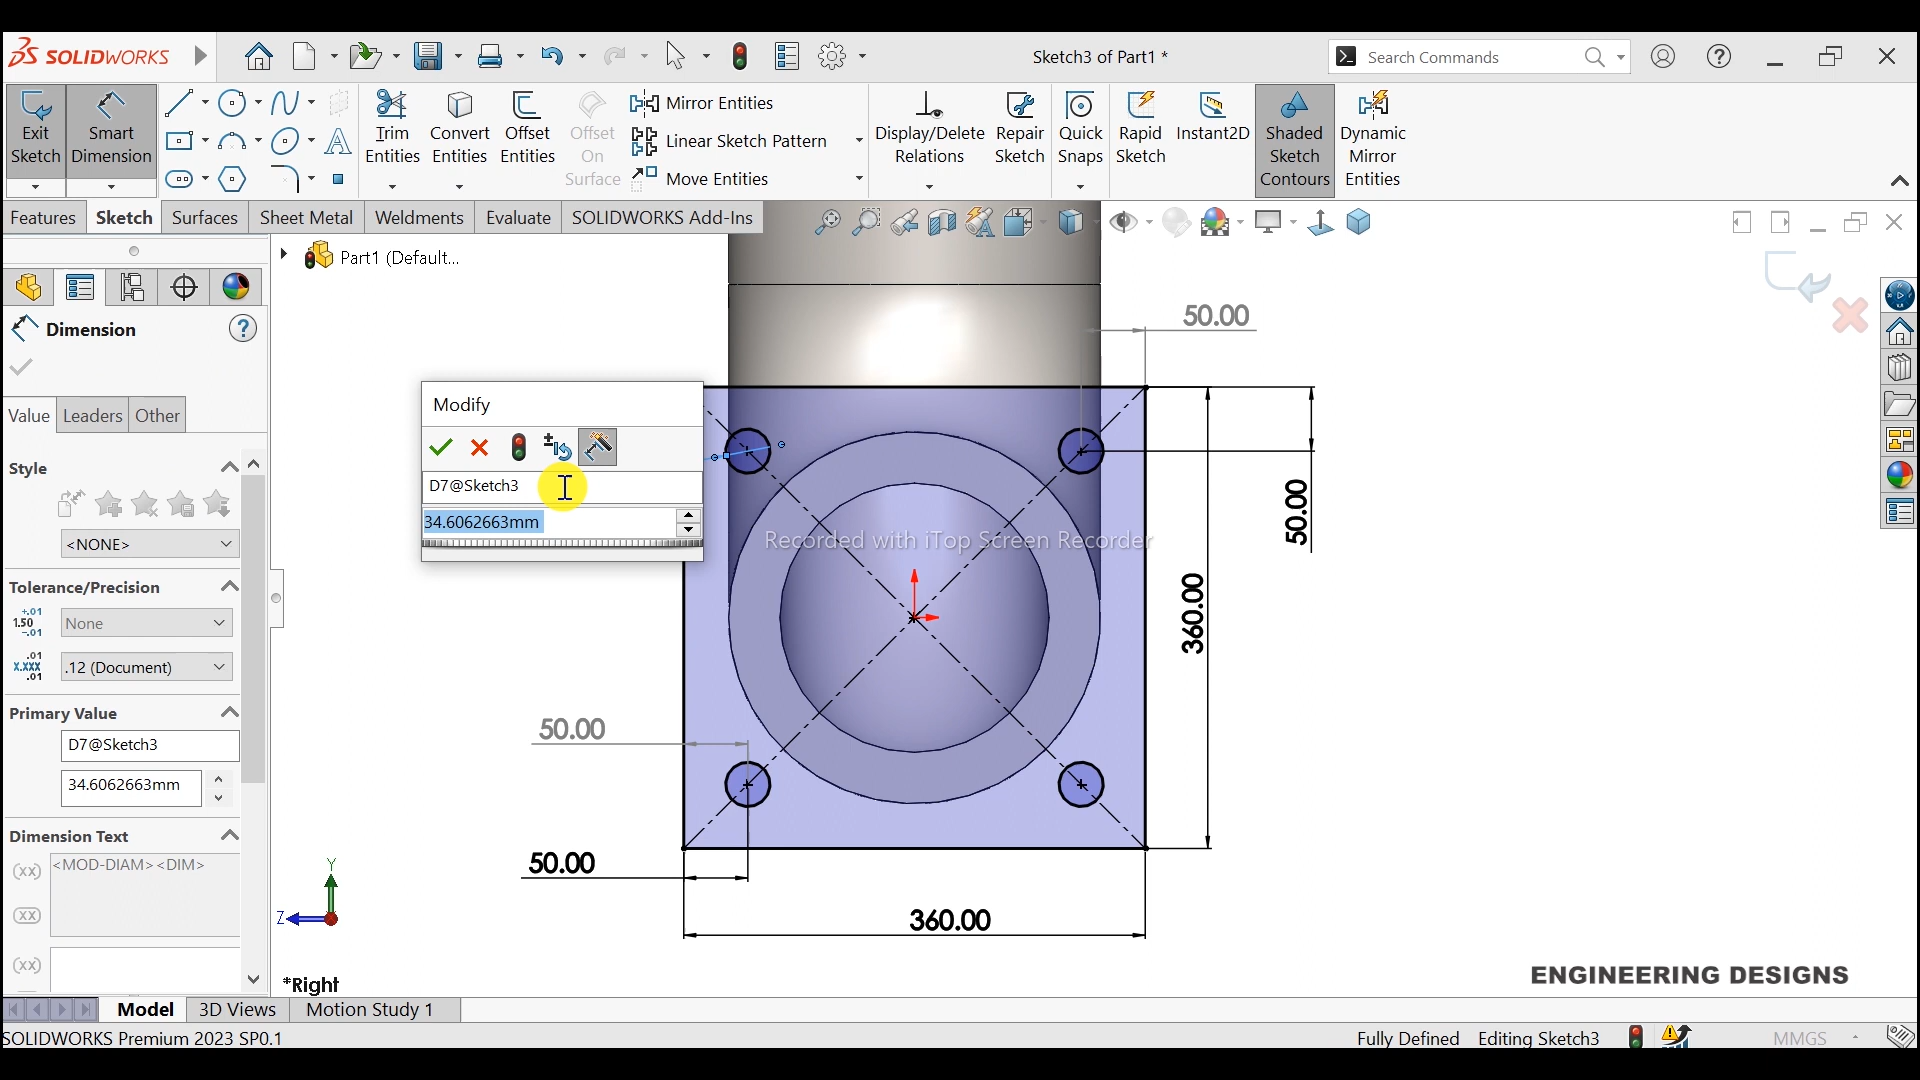 SOLIDWORKS
Sketch3 of Part1 *
Search Commands
Exit Sketch
Smart Dimension
Trim Entities
Convert Entities
Offset Entities
Offset On Surface
Mirror Entities
Linear Sketch Pattern
Move Entities
Display/Delete Relations
Repair Sketch
Quick Snaps
Rapid Sketch
Instant2D
Shaded Sketch Contours
Dynamic Mirror Entities
Features
Sketch
Surfaces
Sheet Metal
Weldments
Evaluate
SOLIDWORKS Add-Ins
Part1 (Default...
Dimension
Value
Leaders
Other
Style
<NONE>
Tolerance/Precision
None
.12 (Document)
Primary Value
D7@Sketch3
34.6062663mm
Dimension Text
<MOD-DIAM><DIM>
(xx)
(xx)
(xx)
Modify
D7@Sketch3
34.6062663mm
50.00
50.00
360.00
50.00
50.00
360.00
Recorded with iTop Screen Recorder
Y
Z
*Right
ENGINEERING DESIGNS
Model
3D Views
Motion Study 1
SOLIDWORKS Premium 2023 SP0.1
Fully Defined
Editing Sketch3
MMGS